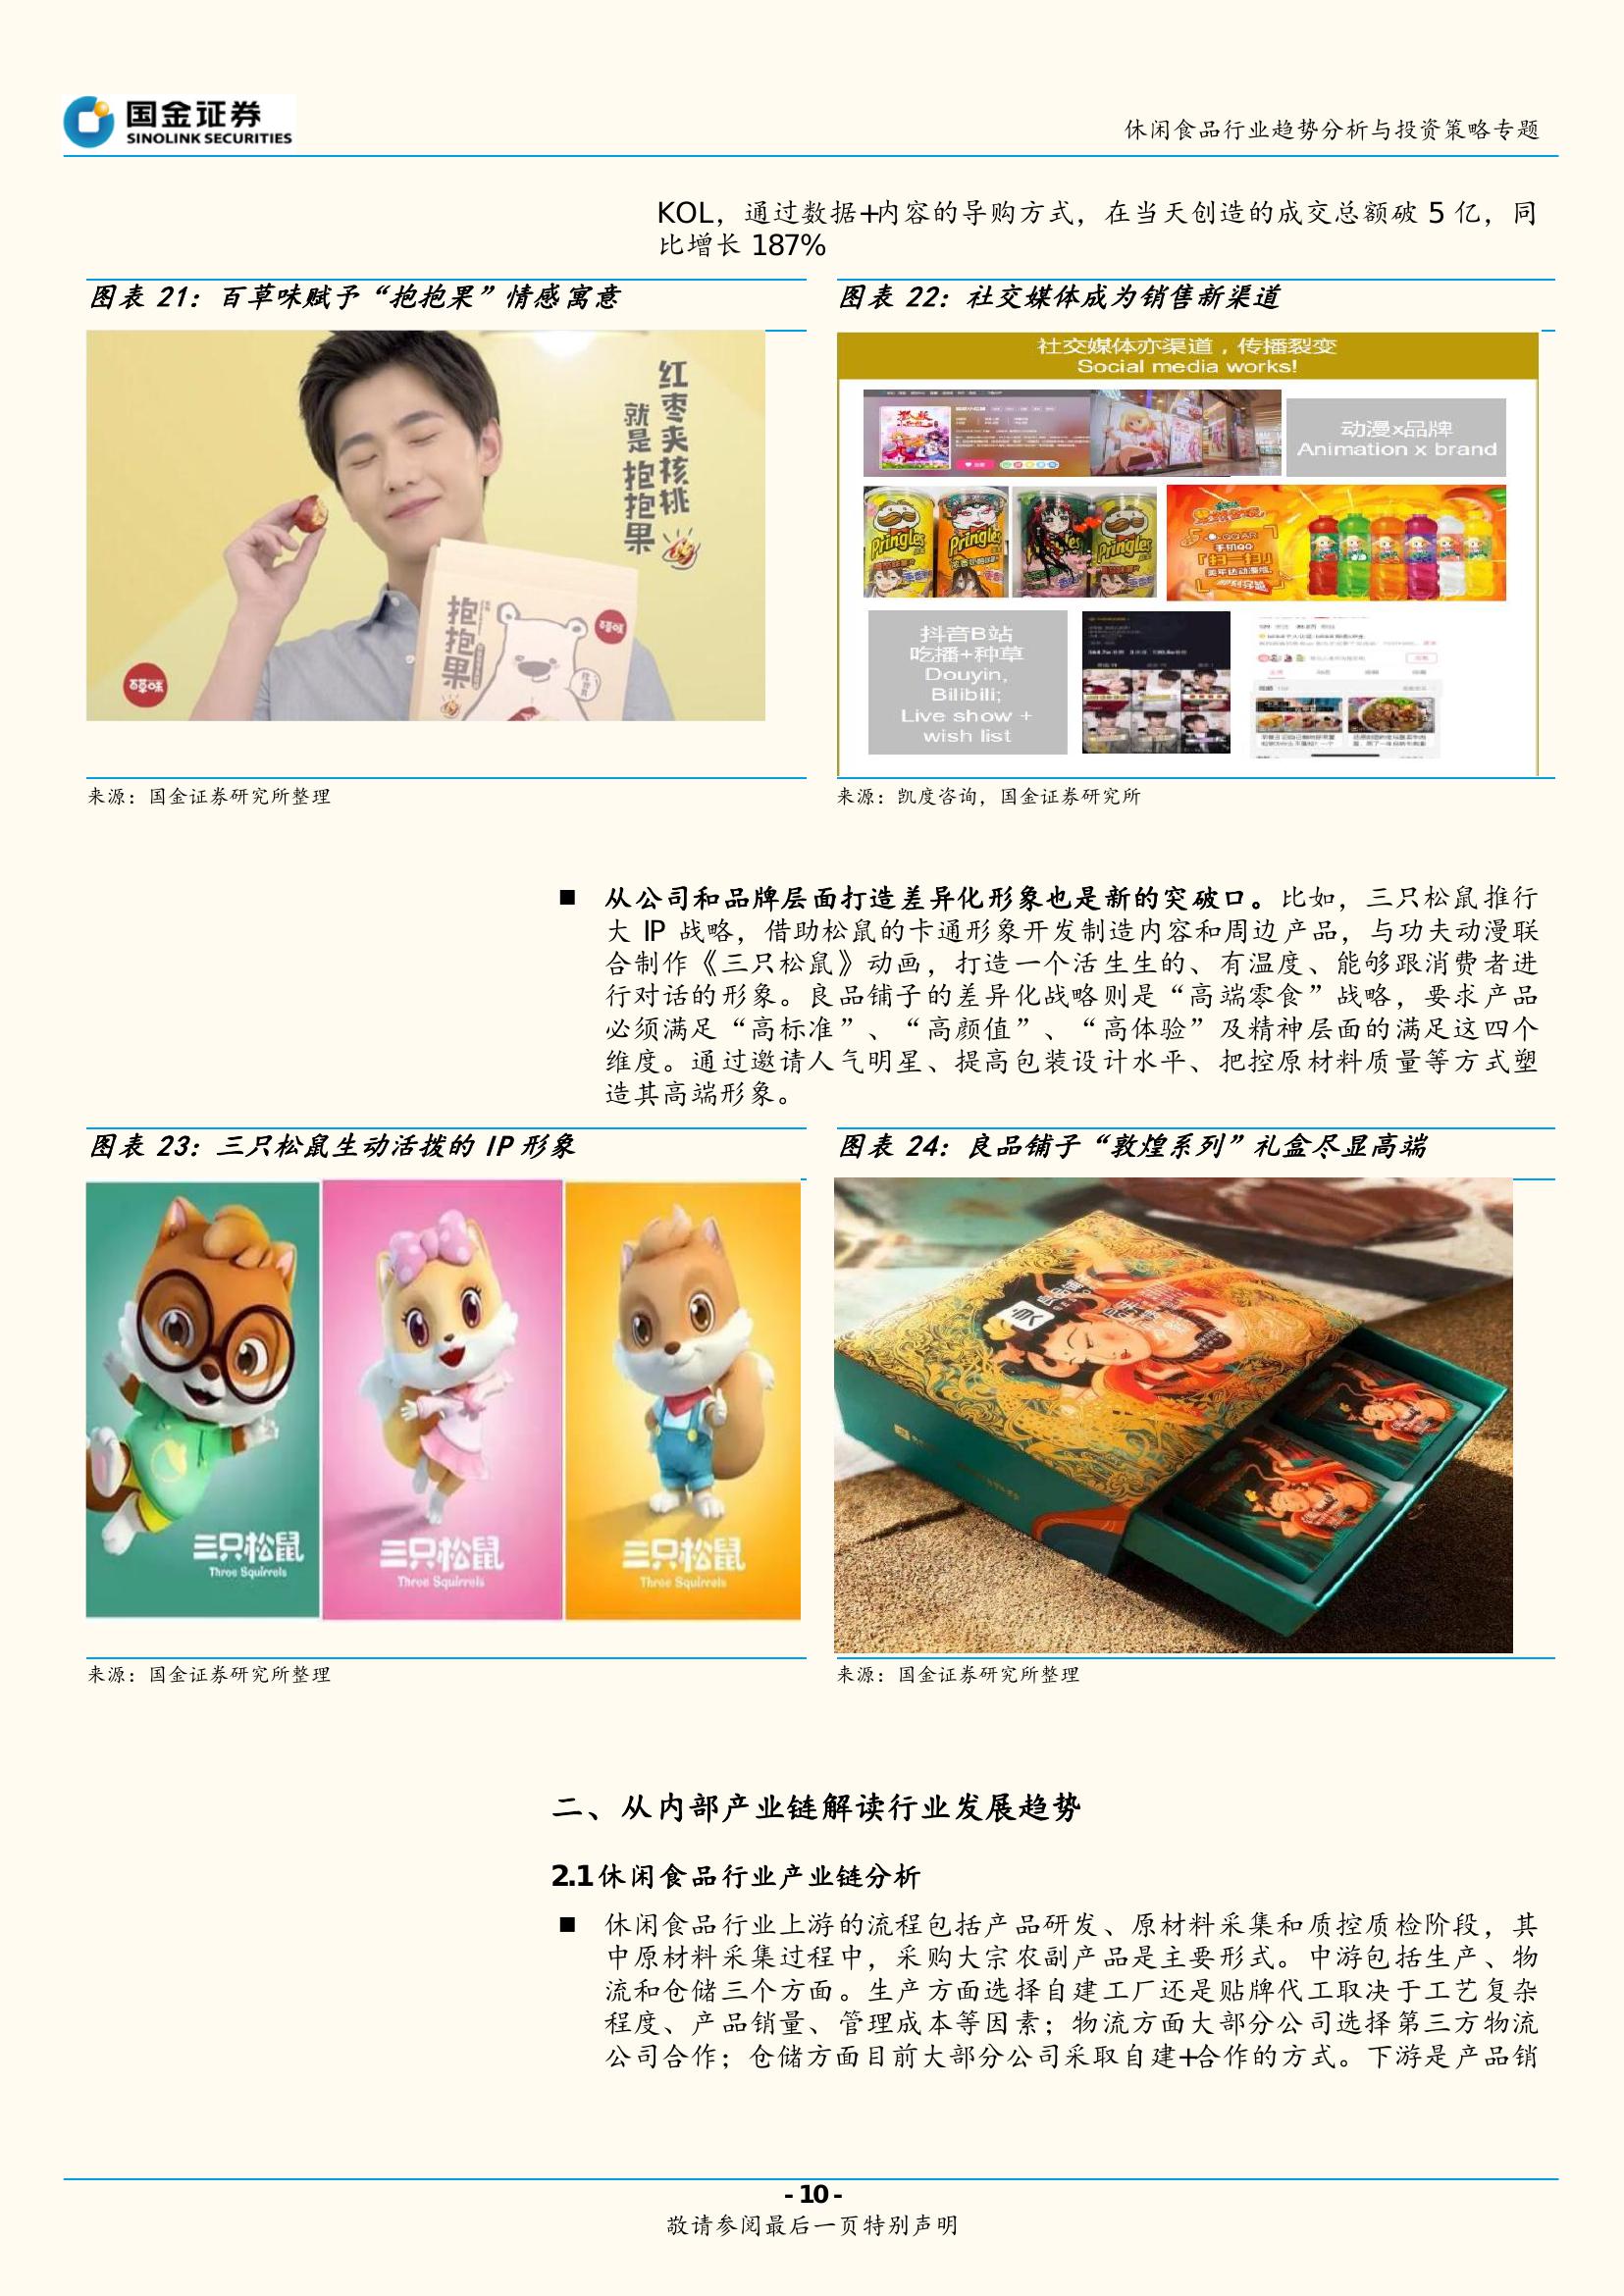 国金证券
SINOLINK SECURITIES
休闲食品行业趋势分析与投资策略专题
KOL，通过数据+内容的导购方式，在当天创造的成交总额破 5 亿，同
比增长 187%
图表 21：百草味赋予“抱抱果”情感寓意
红枣夹核桃
就是抱抱果
抱抱果
百草味
百草味
来源：国金证券研究所整理
图表 22：社交媒体成为销售新渠道
社交媒体亦渠道，传播裂变
Social media works!
动漫x品牌
Animation x brand
Pringles
Pringles
Pringles
手机QQ
「扫一扫」
抖音B站
吃播+种草
Douyin,
Bilibili;
Live show +
wish list
来源：凯度咨询，国金证券研究所
■ 从公司和品牌层面打造差异化形象也是新的突破口。比如，三只松鼠推行
大 IP 战略，借助松鼠的卡通形象开发制造内容和周边产品，与功夫动漫联
合制作《三只松鼠》动画，打造一个活生生的、有温度、能够跟消费者进
行对话的形象。良品铺子的差异化战略则是“高端零食”战略，要求产品
必须满足“高标准”、“高颜值”、“高体验”及精神层面的满足这四个
维度。通过邀请人气明星、提高包装设计水平、把控原材料质量等方式塑
造其高端形象。
图表 23：三只松鼠生动活拨的 IP 形象
三只松鼠
Three Squirrels
三只松鼠
Three Squirrels
三只松鼠
Three Squirrels
来源：国金证券研究所整理
图表 24：良品铺子“敦煌系列”礼盒尽显高端
来源：国金证券研究所整理
二、从内部产业链解读行业发展趋势
2.1 休闲食品行业产业链分析
■ 休闲食品行业上游的流程包括产品研发、原材料采集和质控质检阶段，其
中原材料采集过程中，采购大宗农副产品是主要形式。中游包括生产、物
流和仓储三个方面。生产方面选择自建工厂还是贴牌代工取决于工艺复杂
程度、产品销量、管理成本等因素；物流方面大部分公司选择第三方物流
公司合作；仓储方面目前大部分公司采取自建+合作的方式。下游是产品销
- 10 -
敬请参阅最后一页特别声明